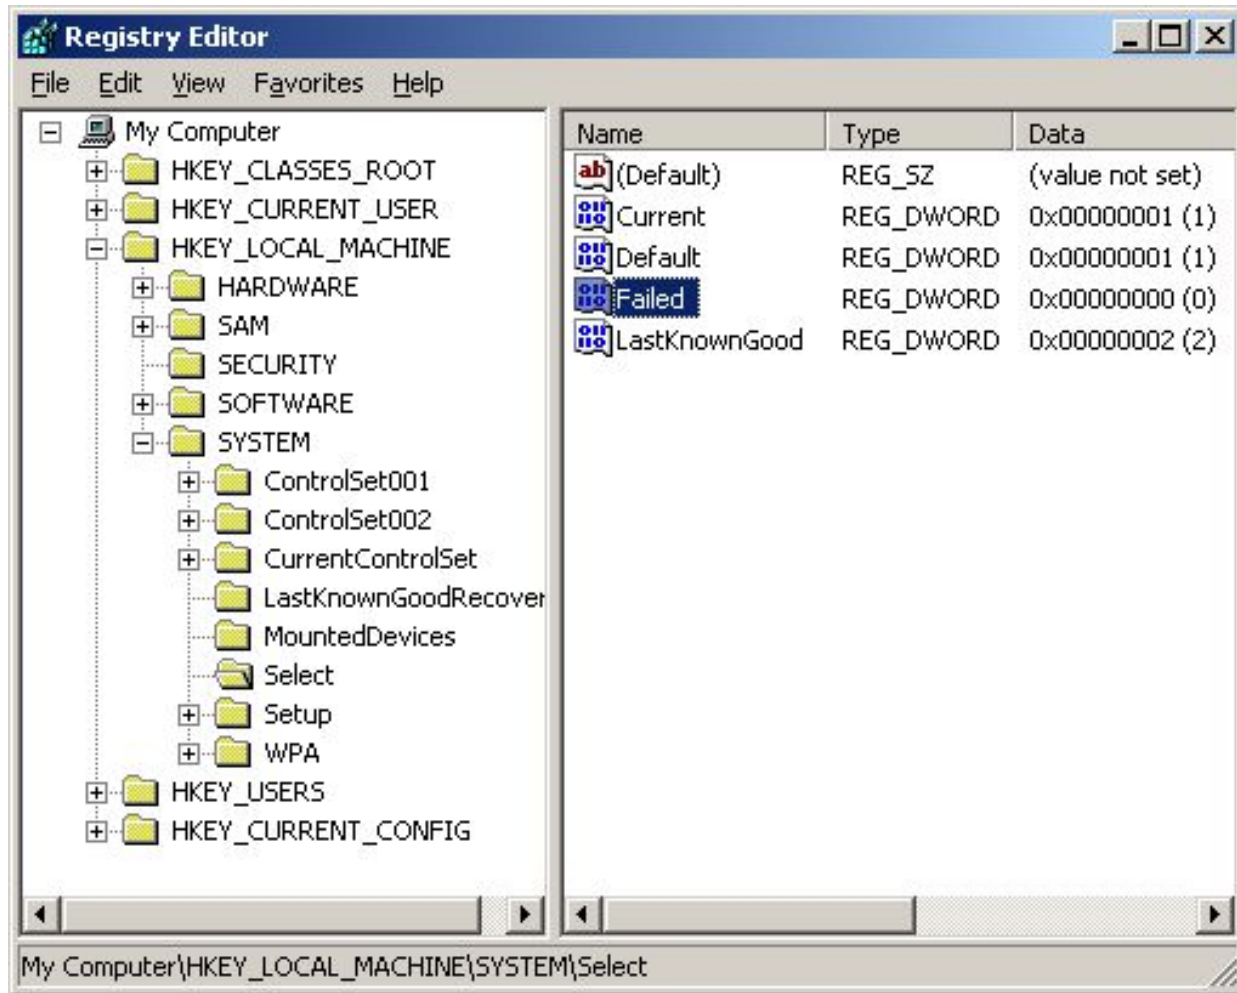 Registry Editor
File Edit View Favorites Help
My Computer
HKEY_CLASSES_ROOT
HKEY_CURRENT_USER
HKEY_LOCAL_MACHINE
HARDWARE
SAM
SECURITY
SOFTWARE
SYSTEM
ControlSet001
ControlSet002
CurrentControlSet
LastKnownGoodRecover
MountedDevices
Select
Setup
WPA
HKEY_USERS
HKEY_CURRENT_CONFIG
Name Type Data
(Default) REG_SZ (value not set)
Current REG_DWORD 0x00000001 (1)
Default REG_DWORD 0x00000001 (1)
Failed REG_DWORD 0x00000000 (0)
LastKnownGood REG_DWORD 0x00000002 (2)
My Computer\HKEY_LOCAL_MACHINE\SYSTEM\Select